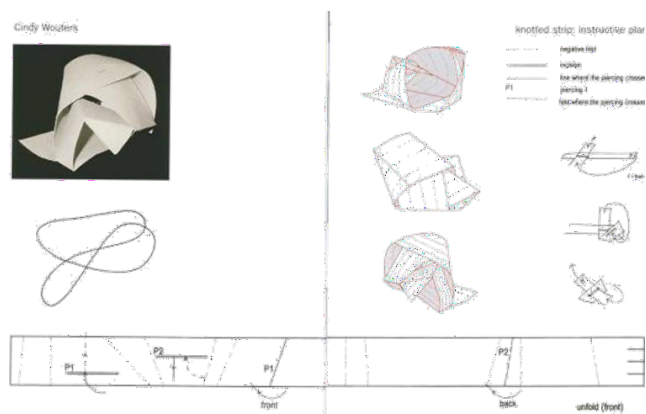 Cindy Wouters
knotted strip: instructive plan
negative fold
incision
line where the piercing crosses
P1
piercing 1
fold where the piercing crosses
P1
P2
P1
P2
front
back
unfold (front)